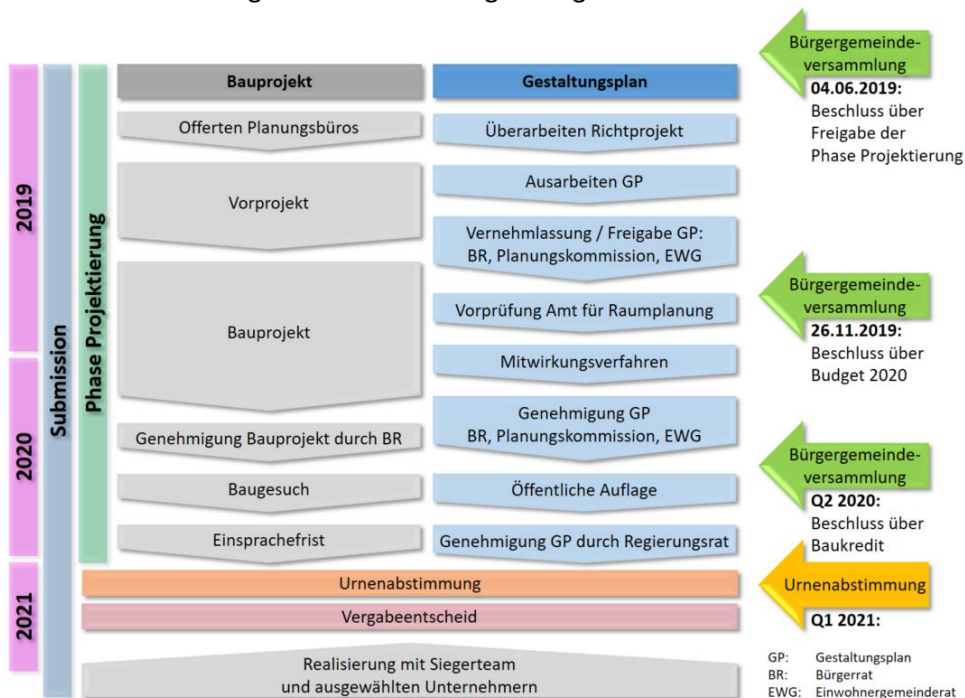 Bauprojekt
Gestaltungsplan
Offerten Planungsbüros
Überarbeiten Richtprojekt
Ausarbeiten GP
Vorprojekt
Vernehmlassung / Freigabe GP:
BR, Planungskommission, EWG
Vorprüfung Amt für Raumplanung
Bauprojekt
Mitwirkungsverfahren
Genehmigung GP
BR, Planungskommission, EWG
Genehmigung Bauprojekt durch BR
Baugesuch
Öffentliche Auflage
Einsprachefrist
Genehmigung GP durch Regierungsrat
Urnenabstimmung
Vergabeentscheid
Realisierung mit Siegerteam
und ausgewählten Unternehmern
2019
2020
2021
Submission
Phase Projektierung
Bürgergemeinde-
versammlung
04.06.2019:
Beschluss über
Freigabe der
Phase Projektierung
Bürgergemeinde-
versammlung
26.11.2019:
Beschluss über
Budget 2020
Bürgergemeinde-
versammlung
Q2 2020:
Beschluss über
Baukredit
Urnenabstimmung
Q1 2021:
GP: Gestaltungsplan
BR: Bürgerrat
EWG: Einwohnergemeinderat